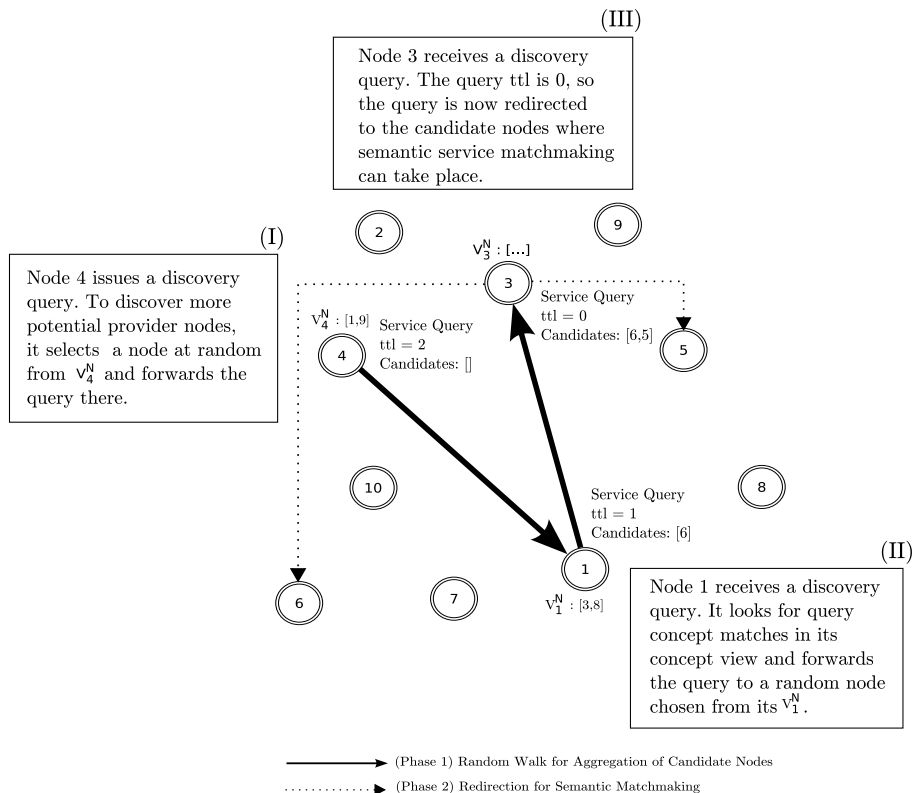 (III)
Node 3 receives a discovery
query. The query ttl is 0, so
the query is now redirected
to the candidate nodes where
semantic service matchmaking
can take place.
2
9
(I)
Node 4 issues a discovery
query. To discover more
potential provider nodes,
it selects a node at random
from V₄ᴺ and forwards the
query there.
V₃ᴺ : [...]
3
Service Query
ttl = 0
Candidates: [6,5]
V₄ᴺ : [1,9]
4
Service Query
ttl = 2
Candidates: []
5
10
8
Service Query
ttl = 1
Candidates: [6]
1
V₁ᴺ : [3,8]
6
7
(II)
Node 1 receives a discovery
query. It looks for query
concept matches in its
concept view and forwards
the query to a random node
chosen from its V₁ᴺ.
(Phase 1) Random Walk for Aggregation of Candidate Nodes
(Phase 2) Redirection for Semantic Matchmaking